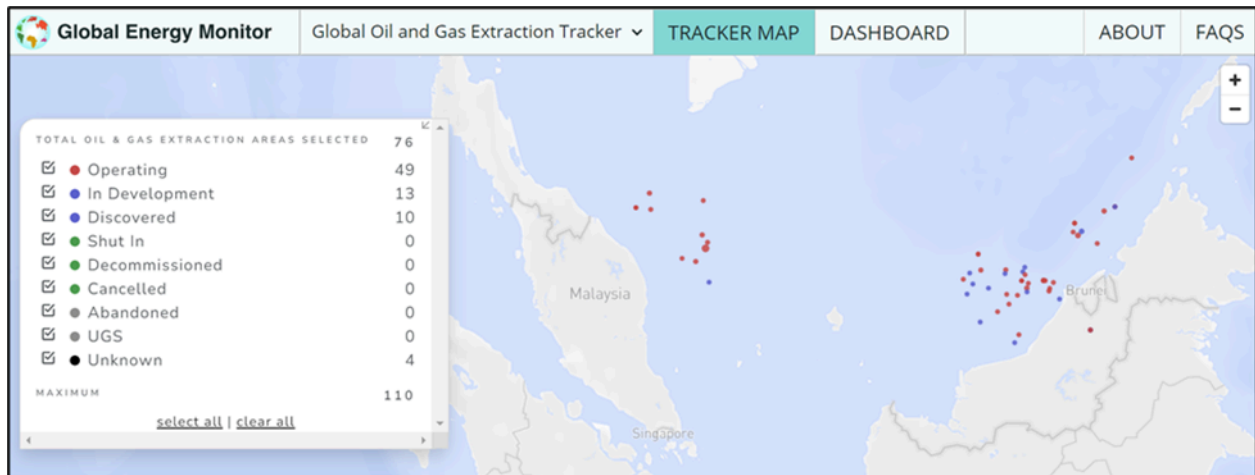 Global Energy Monitor Global Oil and Gas Extraction Tracker TRACKER MAP DASHBOARD ABOUT FAQS
+
−
TOTAL OIL & GAS EXTRACTION AREAS SELECTED 76
Operating 49
In Development 13
Discovered 10
Shut In 0
Decommissioned 0
Cancelled 0
Abandoned 0
UGS 0
Unknown 4
MAXIMUM 110
select all | clear all
Malaysia
Brunei
Singapore